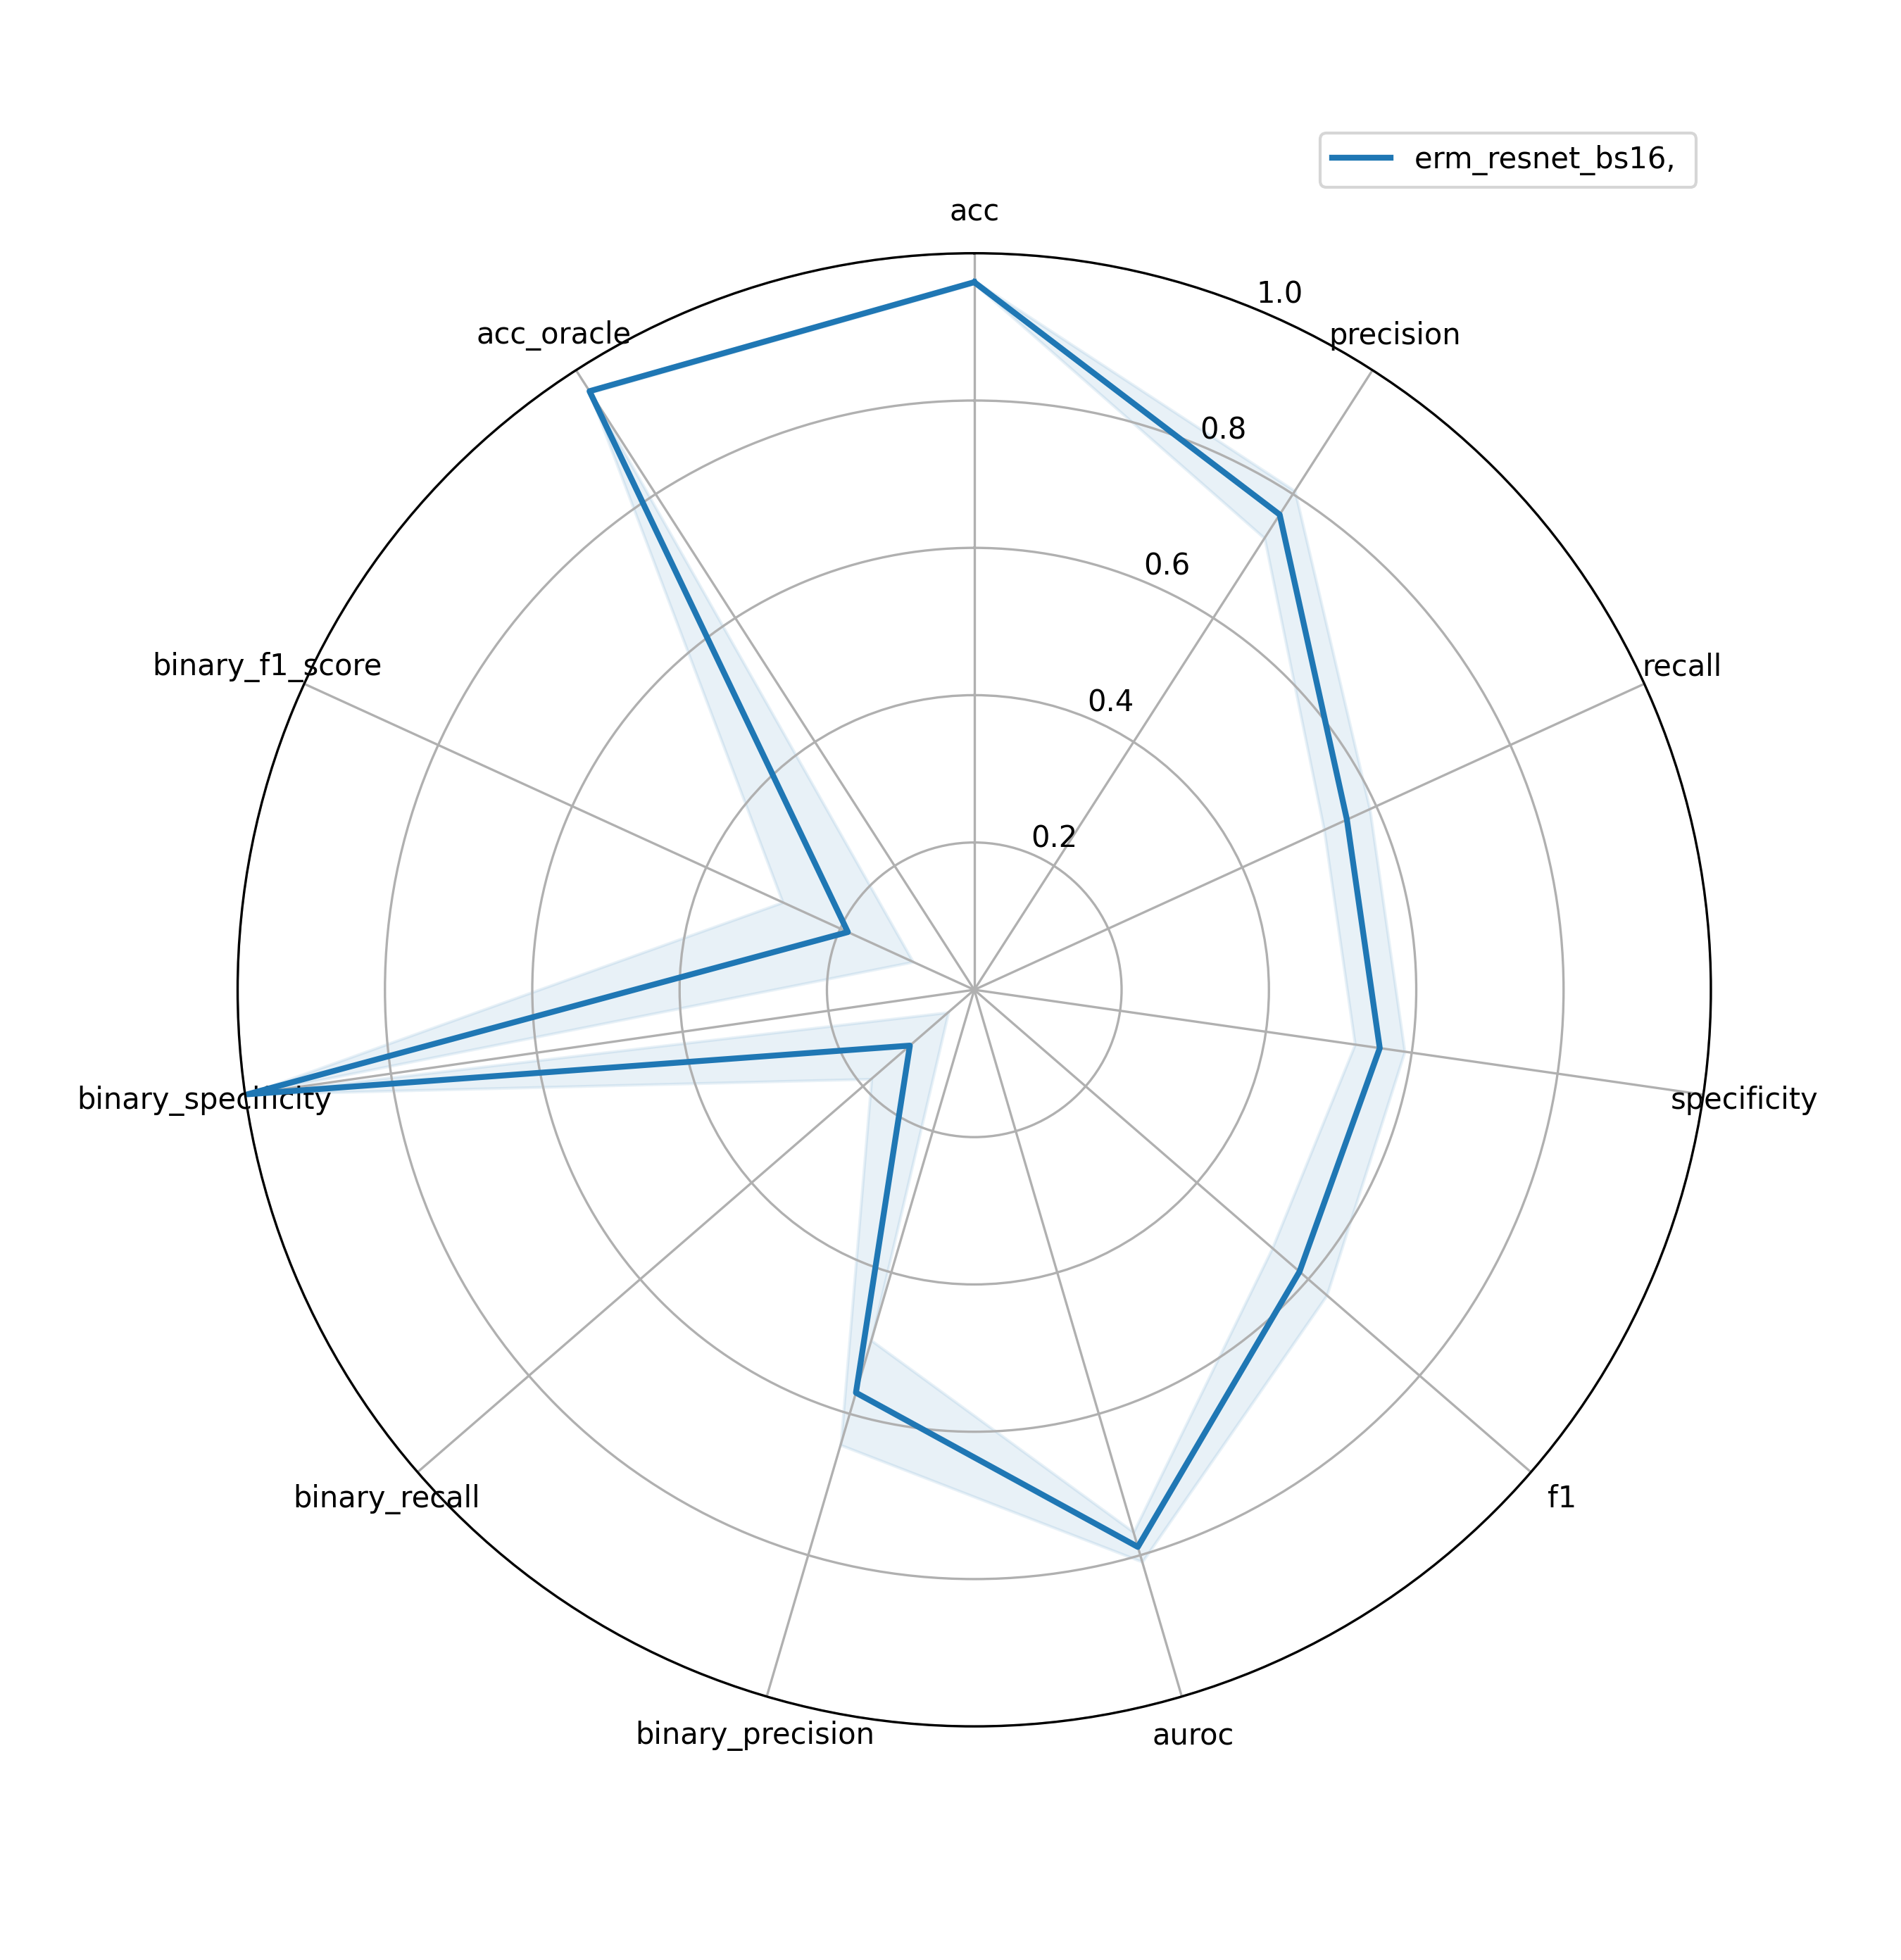 erm_resnet_bs16,
acc
1.0
precision
acc_oracle
0.8
0.6
binary_f1_score
recall
0.4
0.2
binary_specificity
specificity
binary_recall
f1
binary_precision
auroc